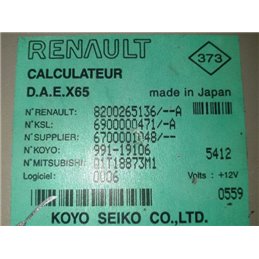 RENAULT
373
CALCULATEUR
D.A.E.X65 made in Japan
N°RENAULT: 8200265136/--A
N°KSL: 6900000471/-A
N°SUPPLIER: 6700001048/--
N°KOYO: 991-19106 5412
N°MITSUBISHI: Q1T18873M1
Logiciel: 0006 Volts : +12V
0559
KOYO SEIKO CO.,LTD.